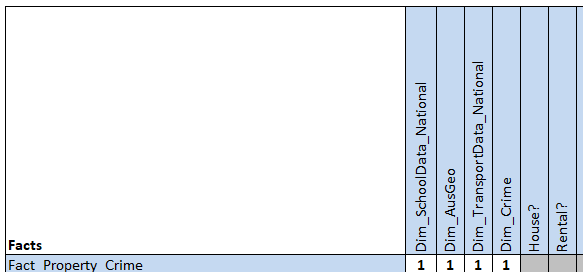 Dim_SchoolData_National
Dim_AusGeo
Dim_TransportData_National
Dim_Crime
House?
Rental?
Facts
Fact_Property_Crime 1 1 1 1